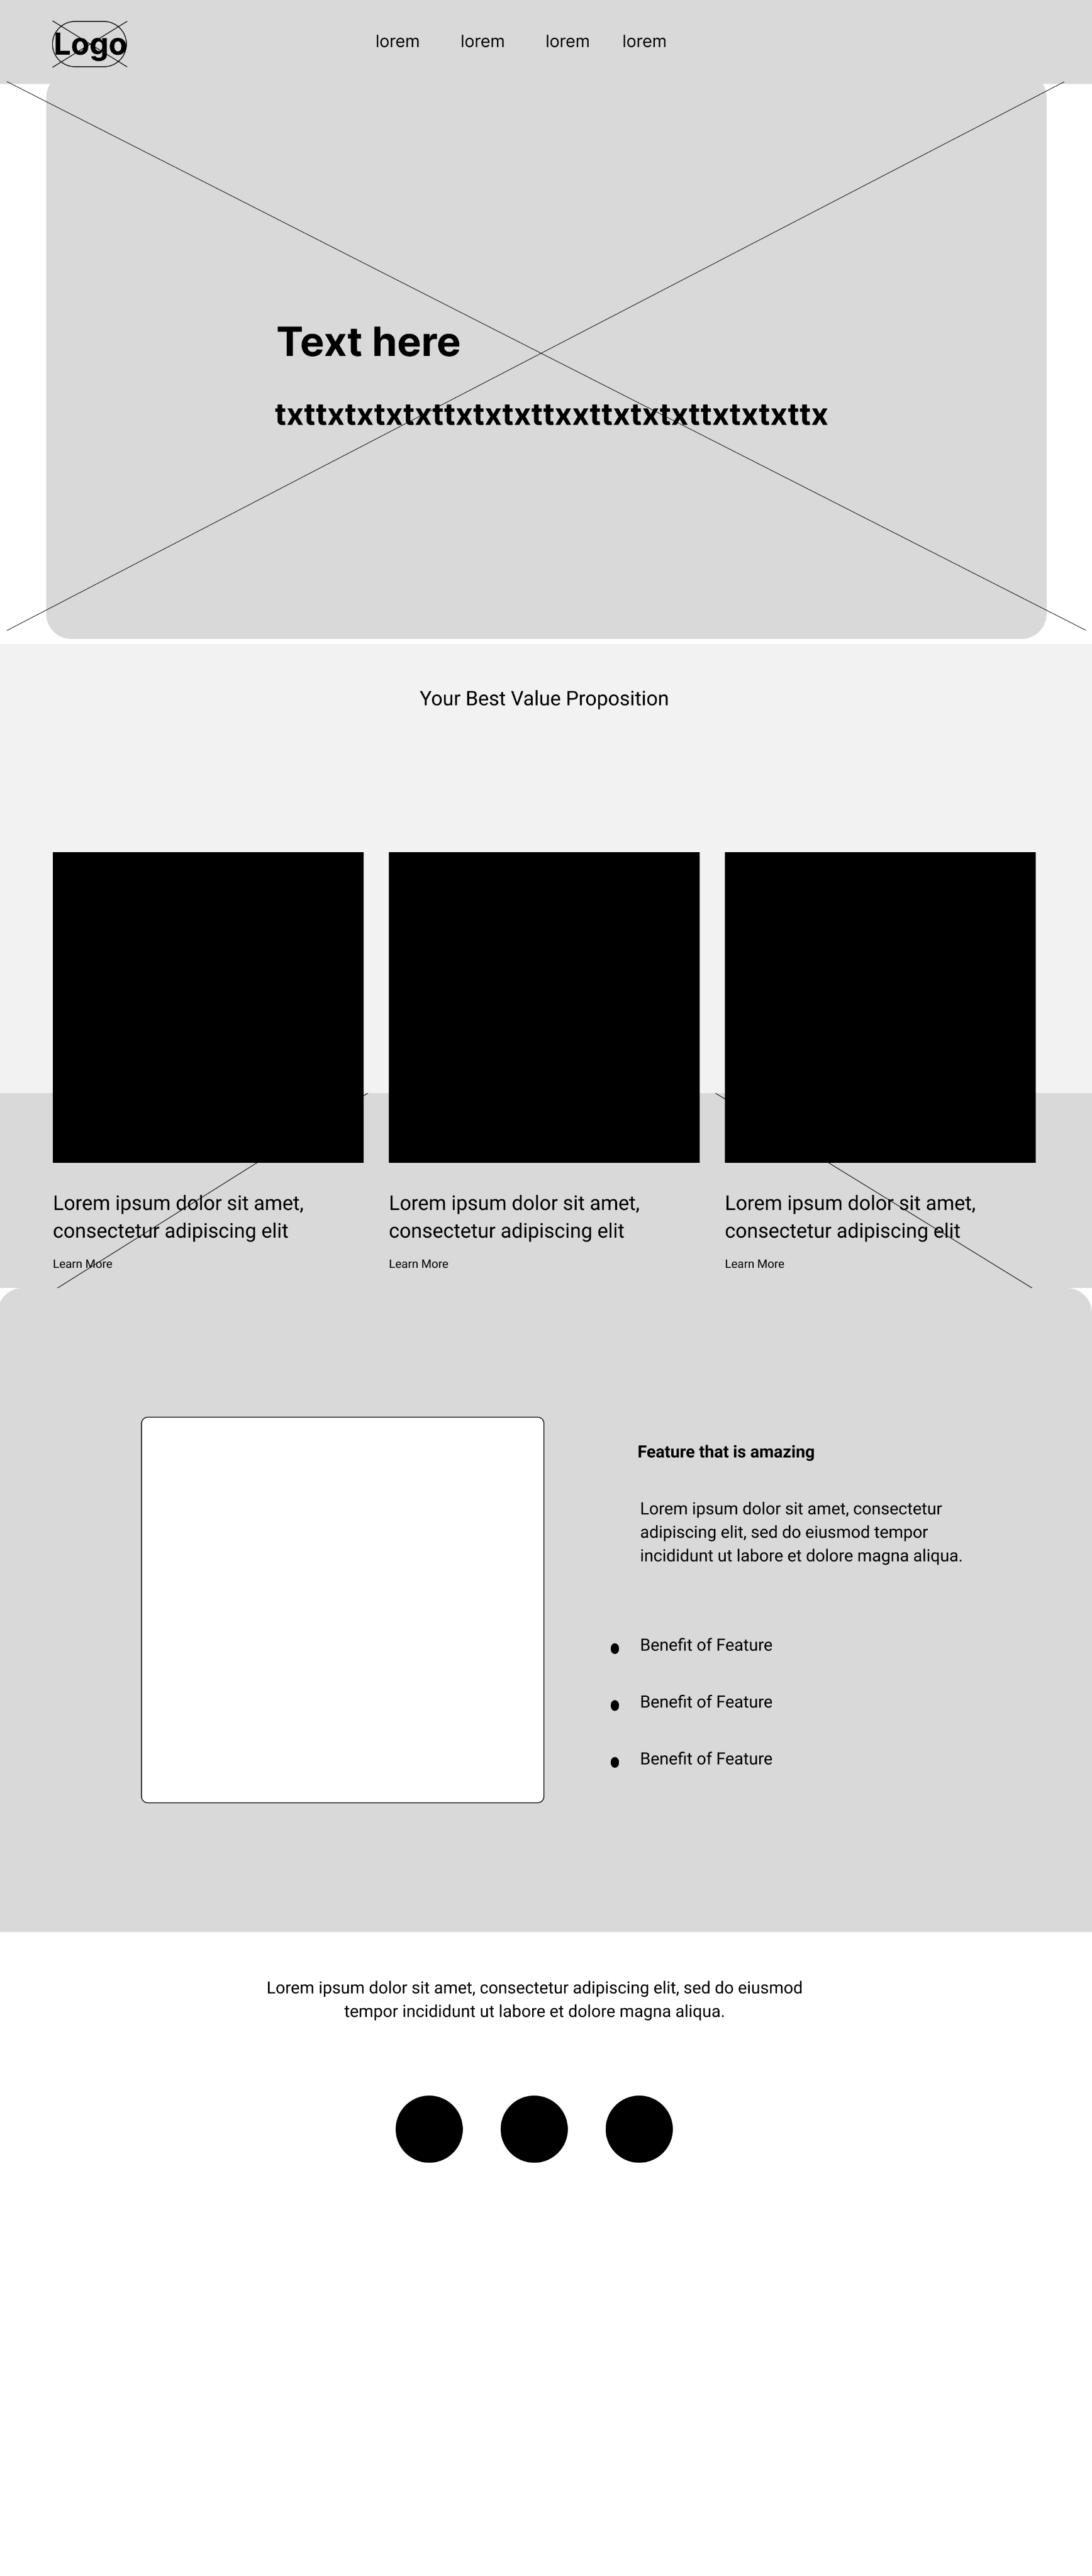 Logo
lorem lorem lorem lorem
Text here
txttxtxtxtxttxtxtxttxxttxtxtxttxtxtxttx
Your Best Value Proposition
Lorem ipsum dolor sit amet,
consectetur adipiscing elit
Learn More
Lorem ipsum dolor sit amet,
consectetur adipiscing elit
Learn More
Lorem ipsum dolor sit amet,
consectetur adipiscing elit
Learn More
Feature that is amazing
Lorem ipsum dolor sit amet, consectetur
adipiscing elit, sed do eiusmod tempor
incididunt ut labore et dolore magna aliqua.
Benefit of Feature
Benefit of Feature
Benefit of Feature
Lorem ipsum dolor sit amet, consectetur adipiscing elit, sed do eiusmod
tempor incididunt ut labore et dolore magna aliqua.